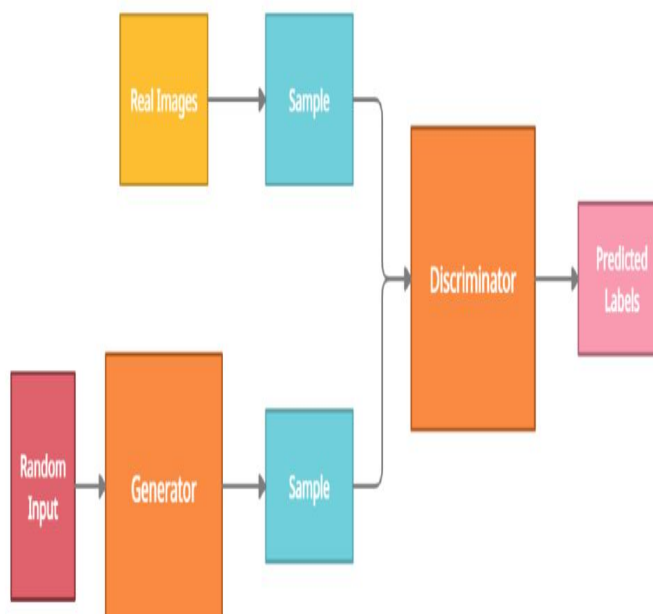 Real Images
Sample
Discriminator
Predicted
Labels
Random
Input
Generator
Sample